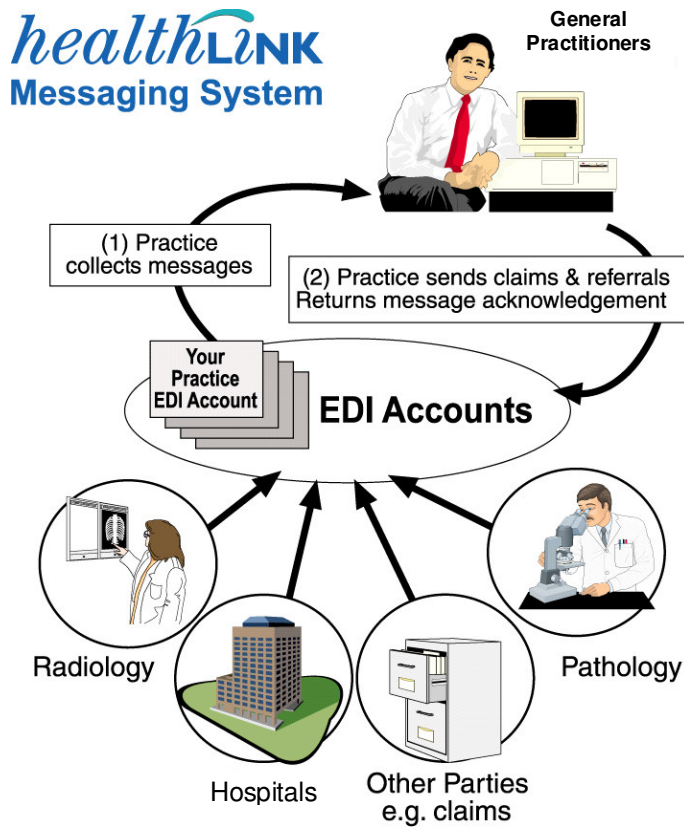 healthLINK
Messaging System
General
Practitioners
(1) Practice
collects messages
(2) Practice sends claims & referrals
Returns message acknowledgement
Your
Practice
EDI Account
EDI Accounts
Radiology
Pathology
Hospitals
Other Parties
e.g. claims